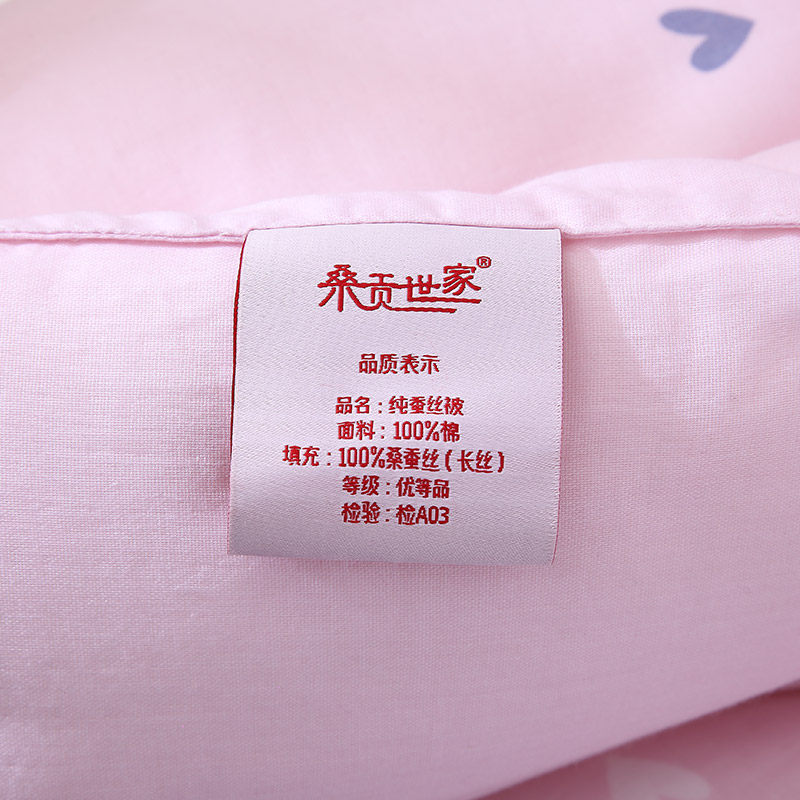 桑贡世家®
品质表示
品名：纯蚕丝被
面料：100%棉
填充：100%桑蚕丝（长丝）
等级：优等品
检验：检A03